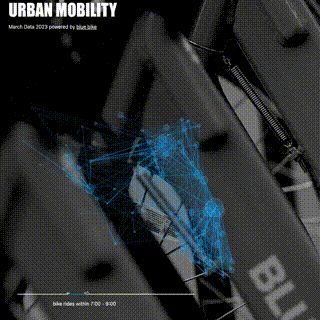 URBAN MOBILITY
March Data 2023 powered by blue bike
BLU
bike rides within 7:00 - 9:00